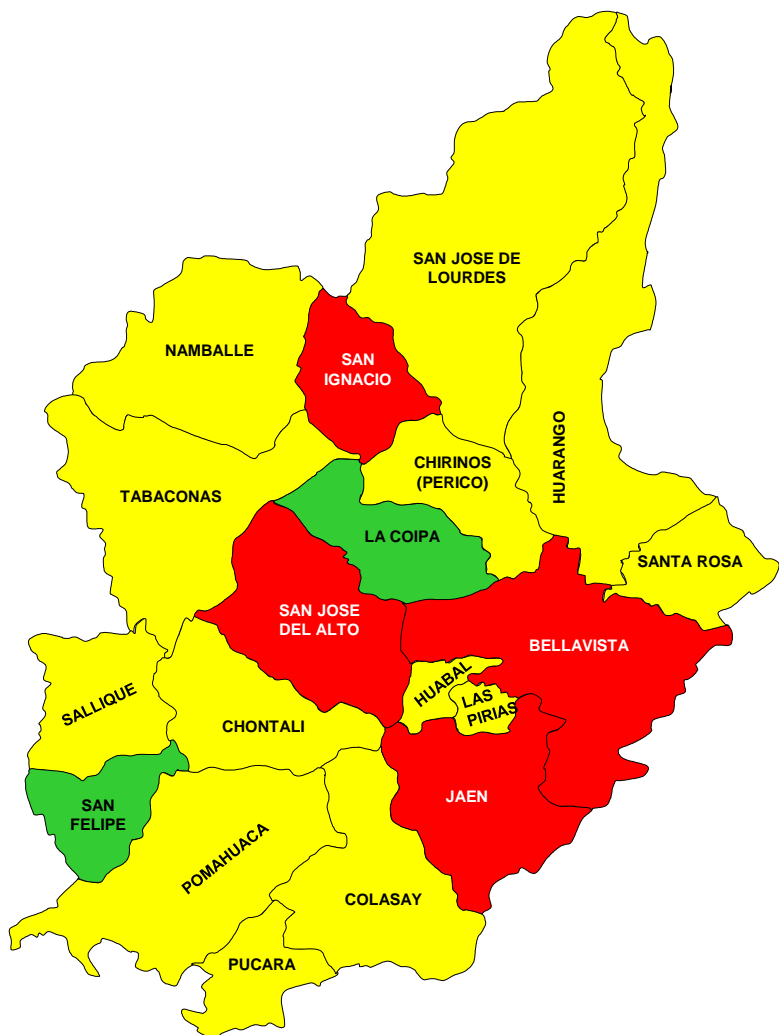 SAN JOSE DE
LOURDES
NAMBALLE
SAN
IGNACIO
HUARANGO
CHIRINOS
(PERICO)
TABACONAS
LA COIPA
SANTA ROSA
SAN JOSE
DEL ALTO
BELLAVISTA
HUABAL
LAS
PIRIAS
SALLIQUE
CHONTALI
JAEN
SAN
FELIPE
POMAHUACA
COLASAY
PUCARA